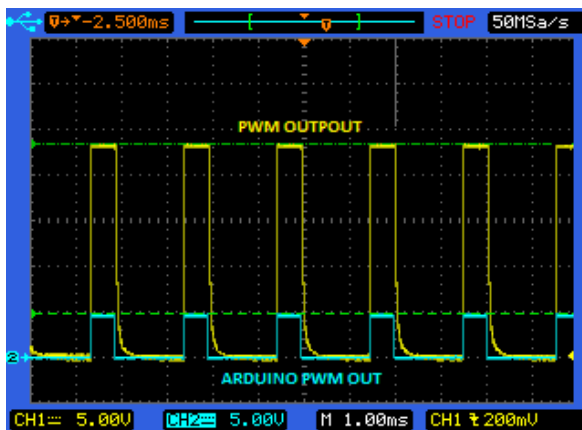 -2.500ms STOP 50MSa/s
PWM OUTPOUT
2
ARDUINO PWM OUT
CH1 5.00V CH2 5.00V M 1.00ms CH1 200mV